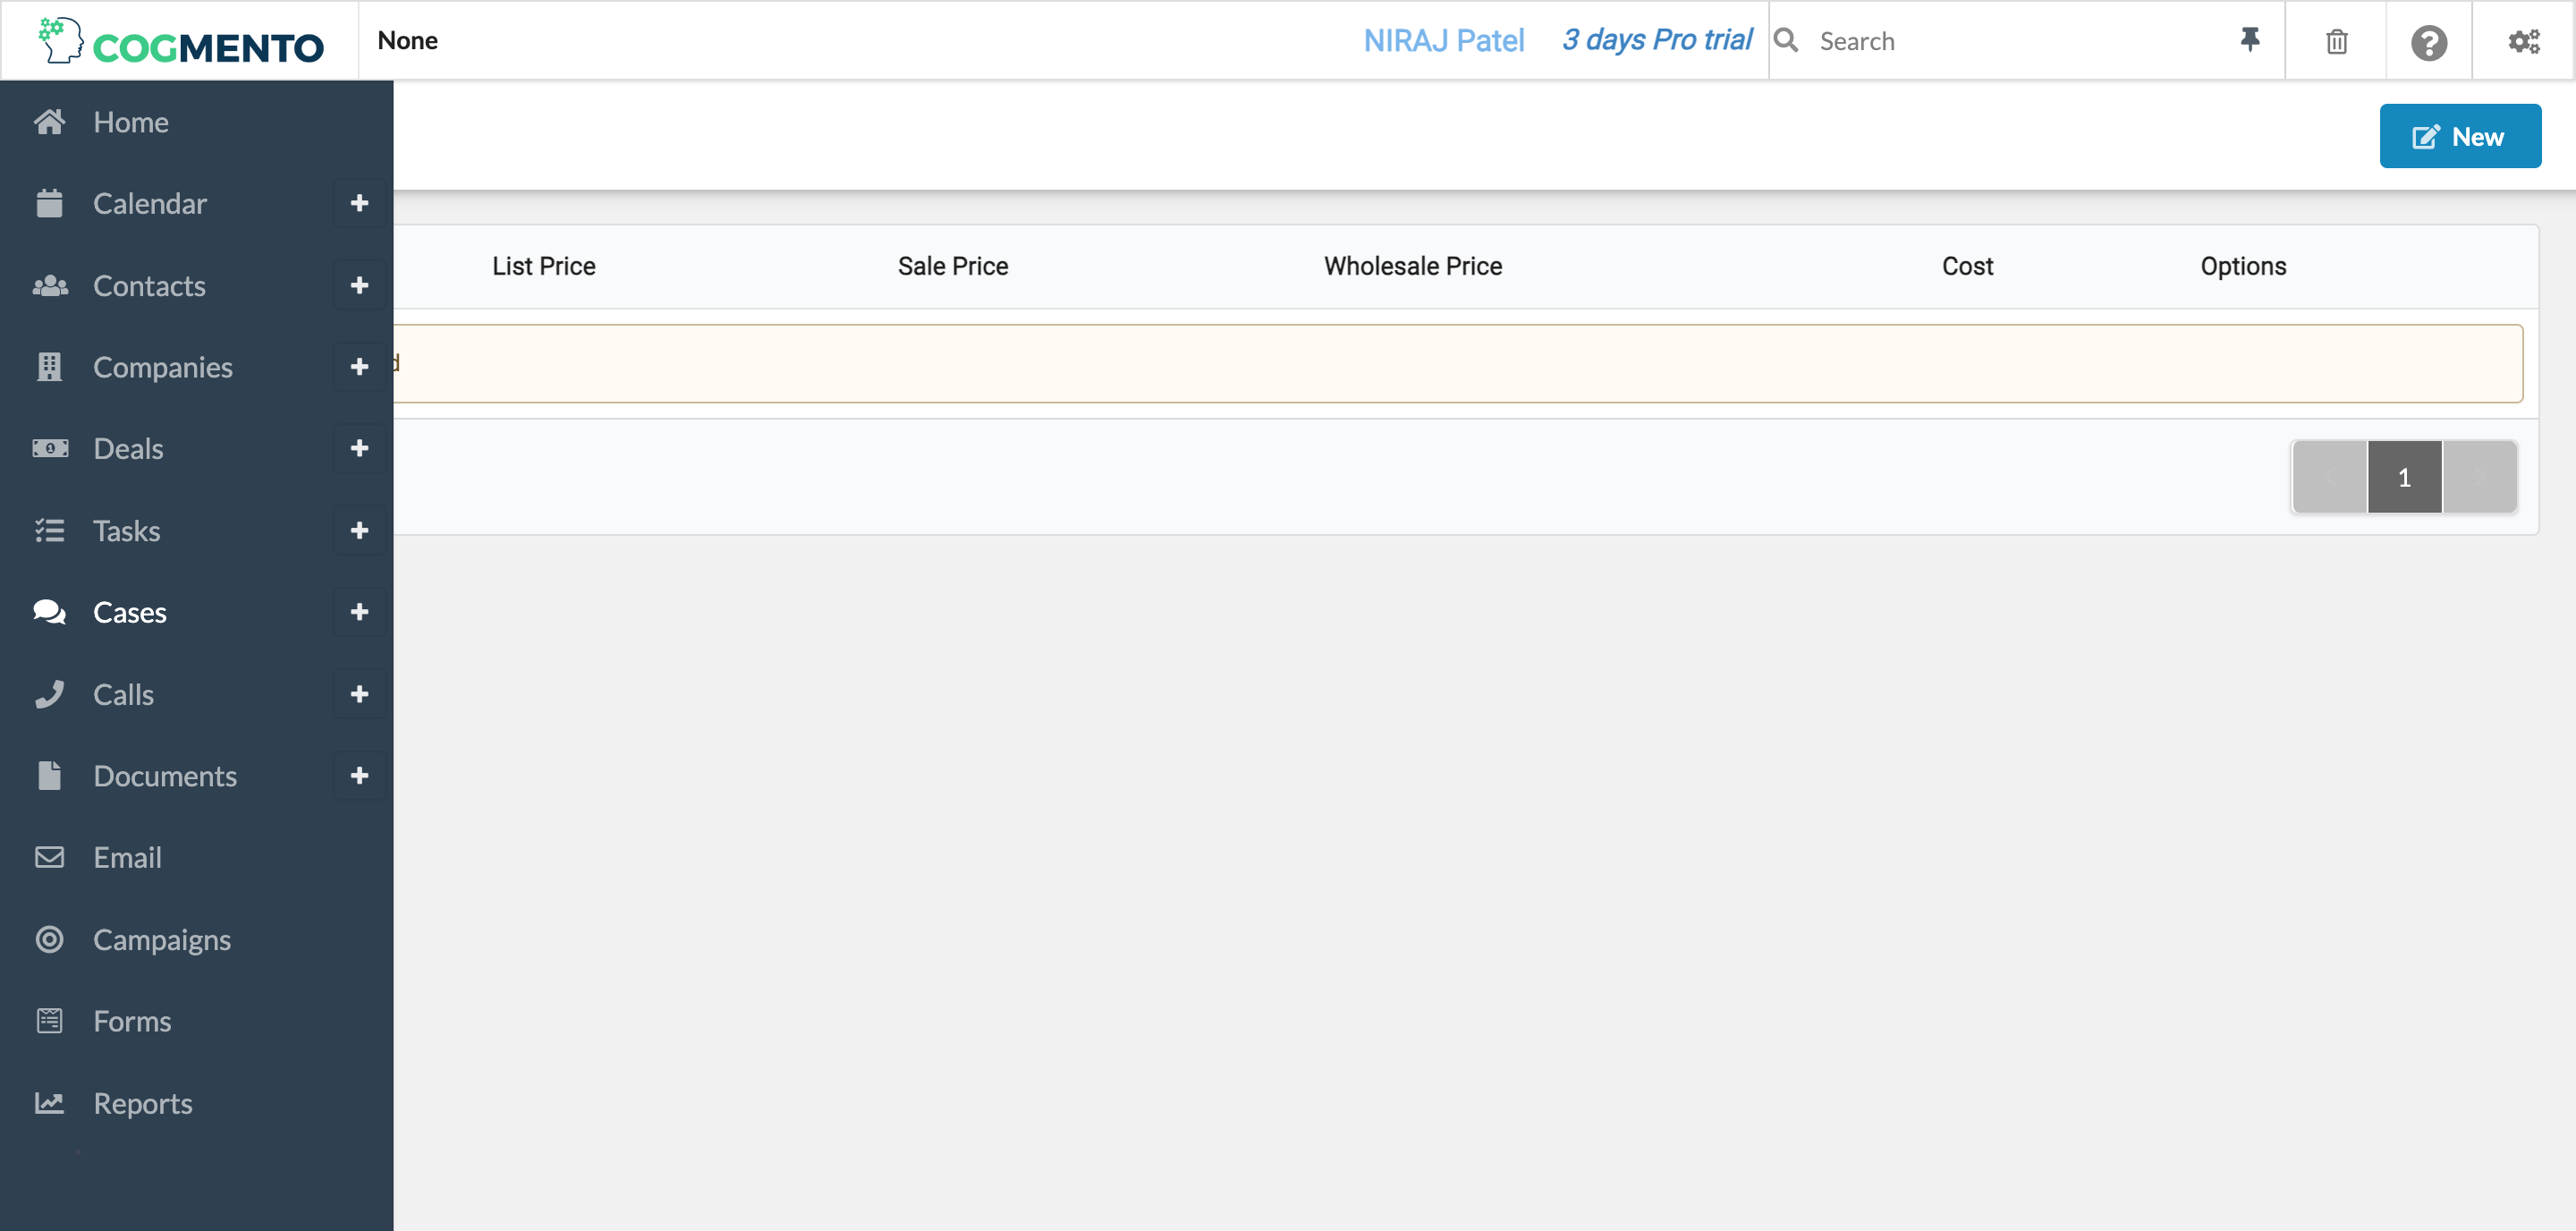 COGMENTO
None
NIRAJ Patel
3 days Pro trial
Search
Home
New
Calendar
List Price
Sale Price
Wholesale Price
Cost
Options
Contacts
Companies
Deals
1
Tasks
Cases
Calls
Documents
Email
Campaigns
Forms
Reports